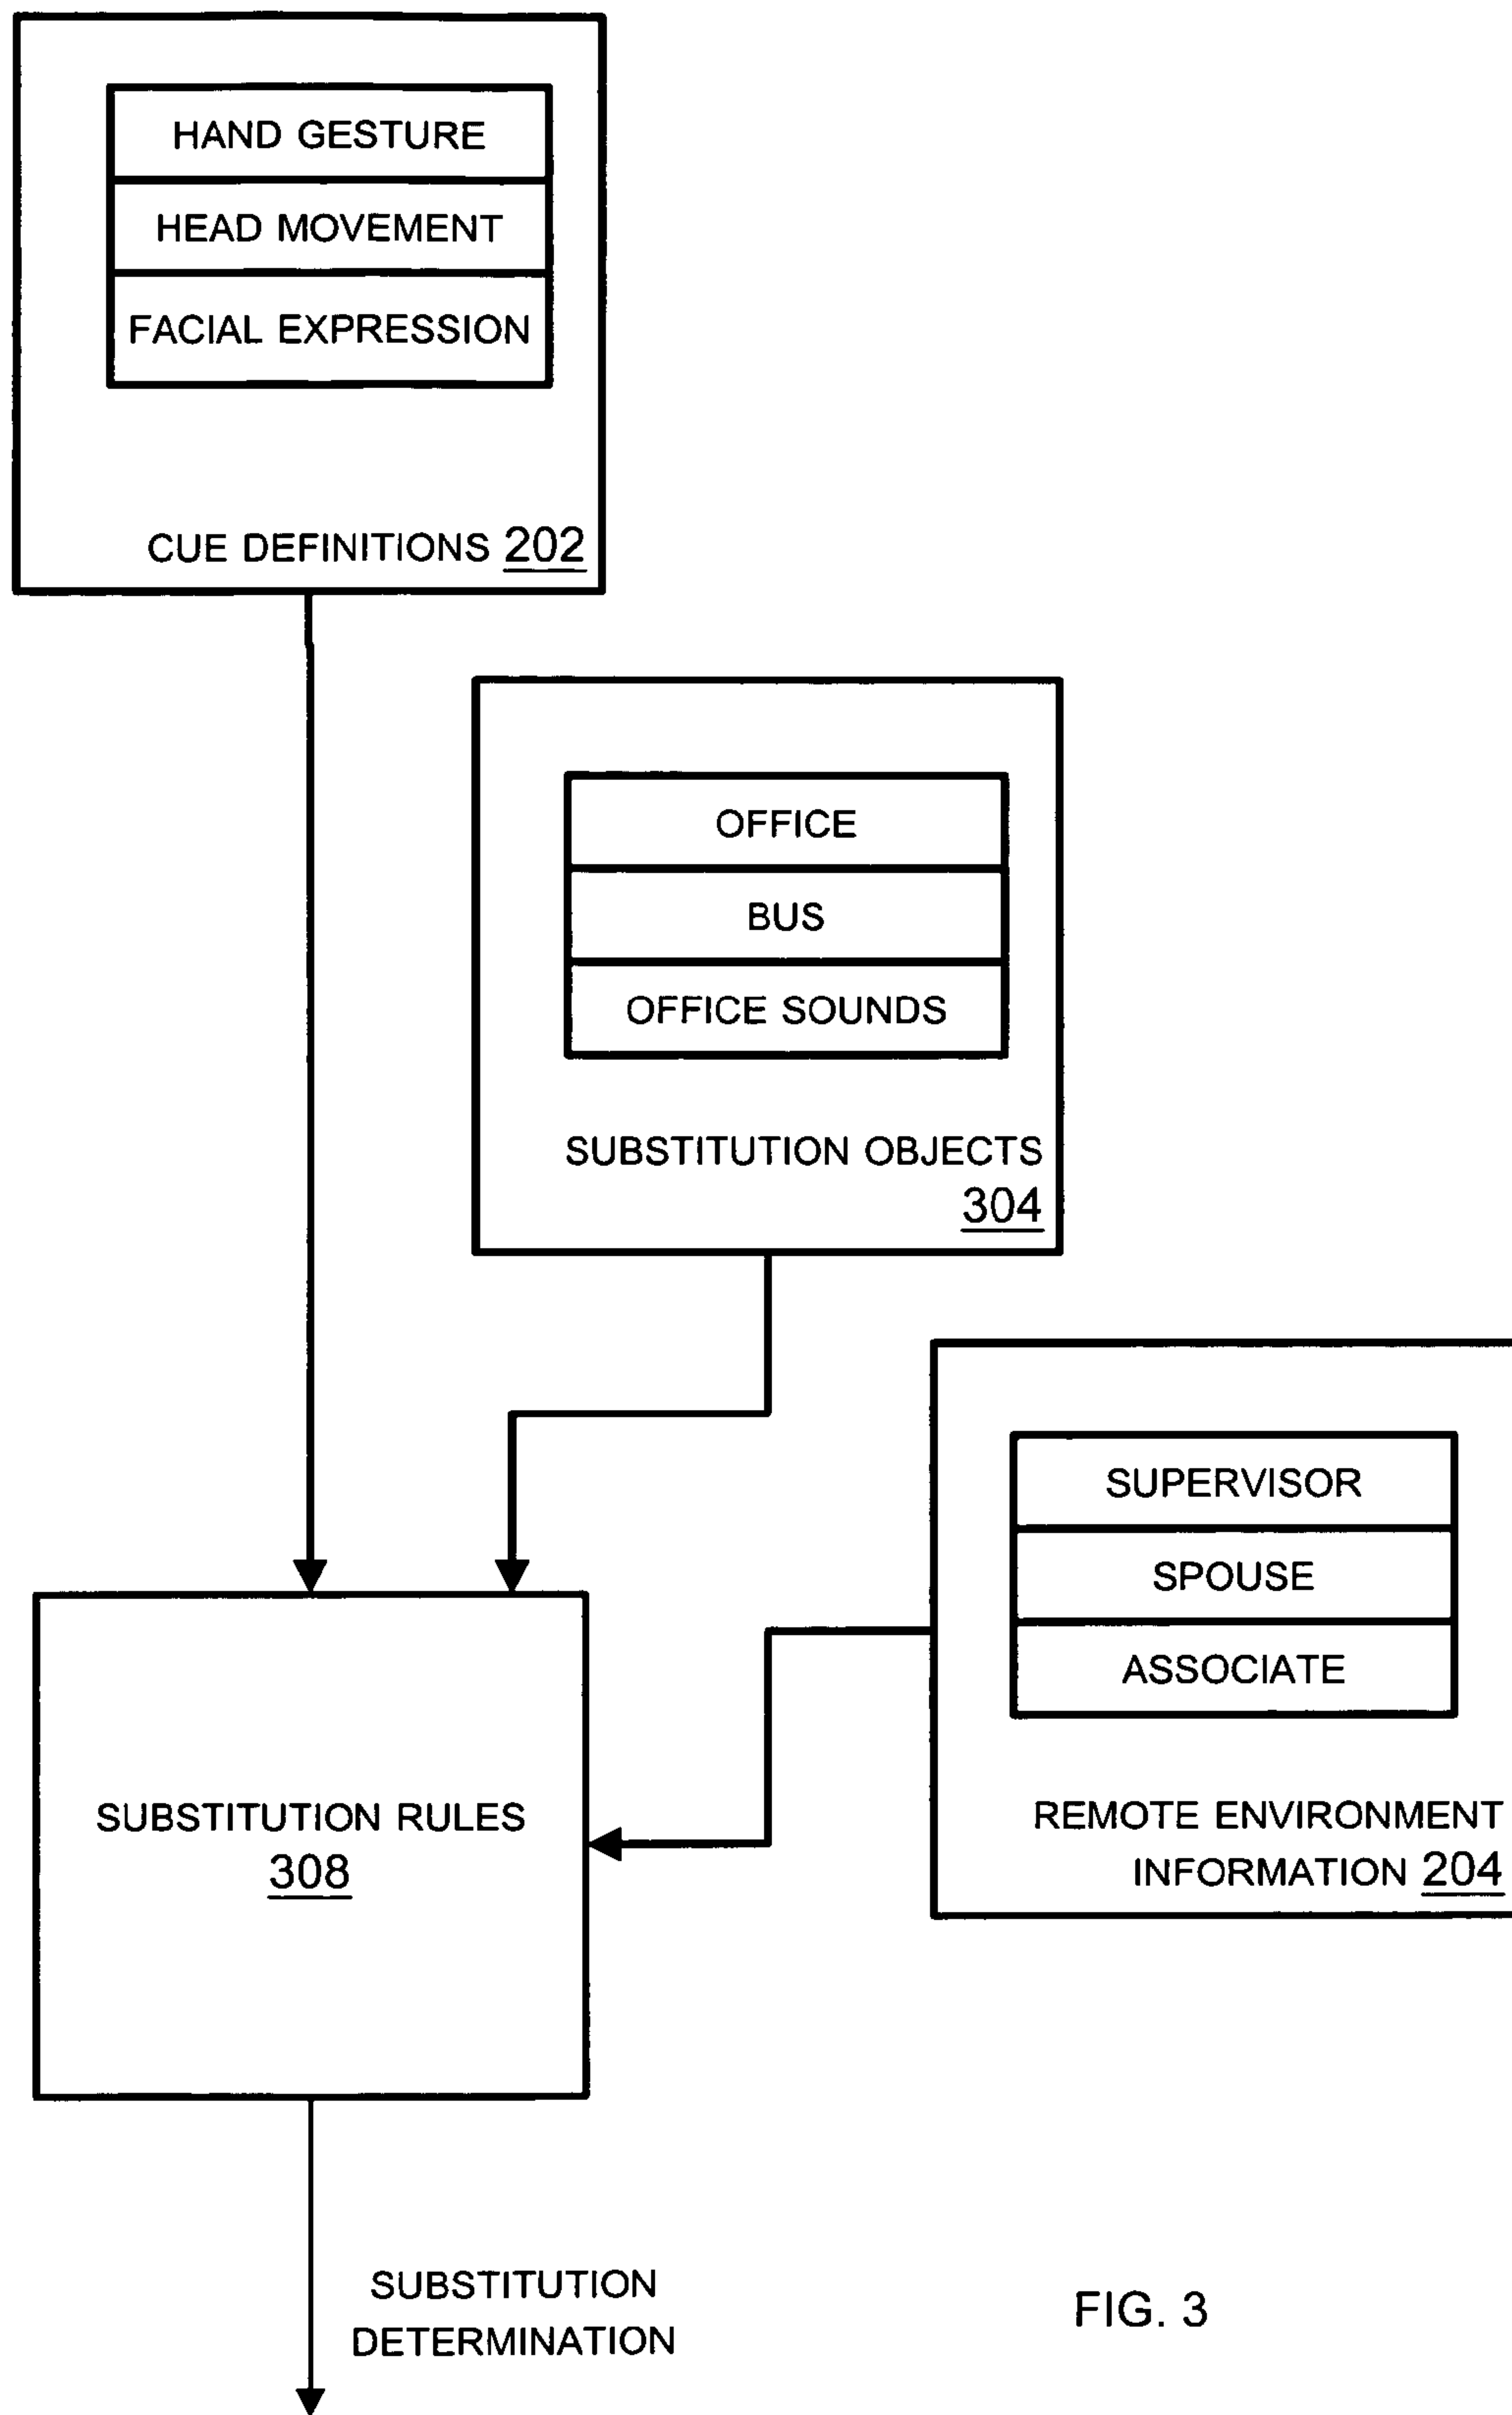 HAND GESTURE
HEAD MOVEMENT
FACIAL EXPRESSION
CUE DEFINITIONS 202
OFFICE
BUS
OFFICE SOUNDS
SUBSTITUTION OBJECTS
304
SUPERVISOR
SPOUSE
ASSOCIATE
REMOTE ENVIRONMENT
INFORMATION 204
SUBSTITUTION RULES
308
SUBSTITUTION
DETERMINATION
FIG. 3